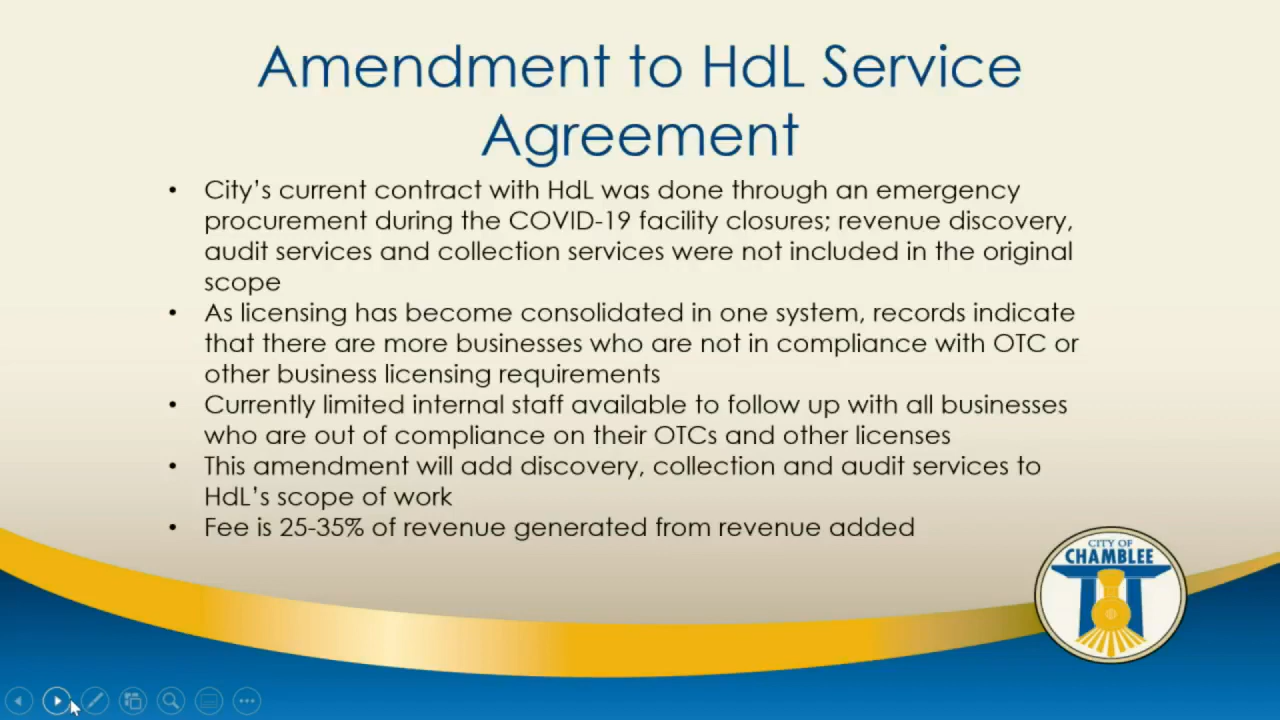 Amendment to HdL Service
Agreement
• City’s current contract with HdL was done through an emergency
procurement during the COVID-19 facility closures; revenue discovery,
audit services and collection services were not included in the original
scope
• As licensing has become consolidated in one system, records indicate
that there are more businesses who are not in compliance with OTC or
other business licensing requirements
• Currently limited internal staff available to follow up with all businesses
who are out of compliance on their OTCs and other licenses
• This amendment will add discovery, collection and audit services to
HdL’s scope of work
• Fee is 25-35% of revenue generated from revenue added
CITY OF
CHAMBLEE